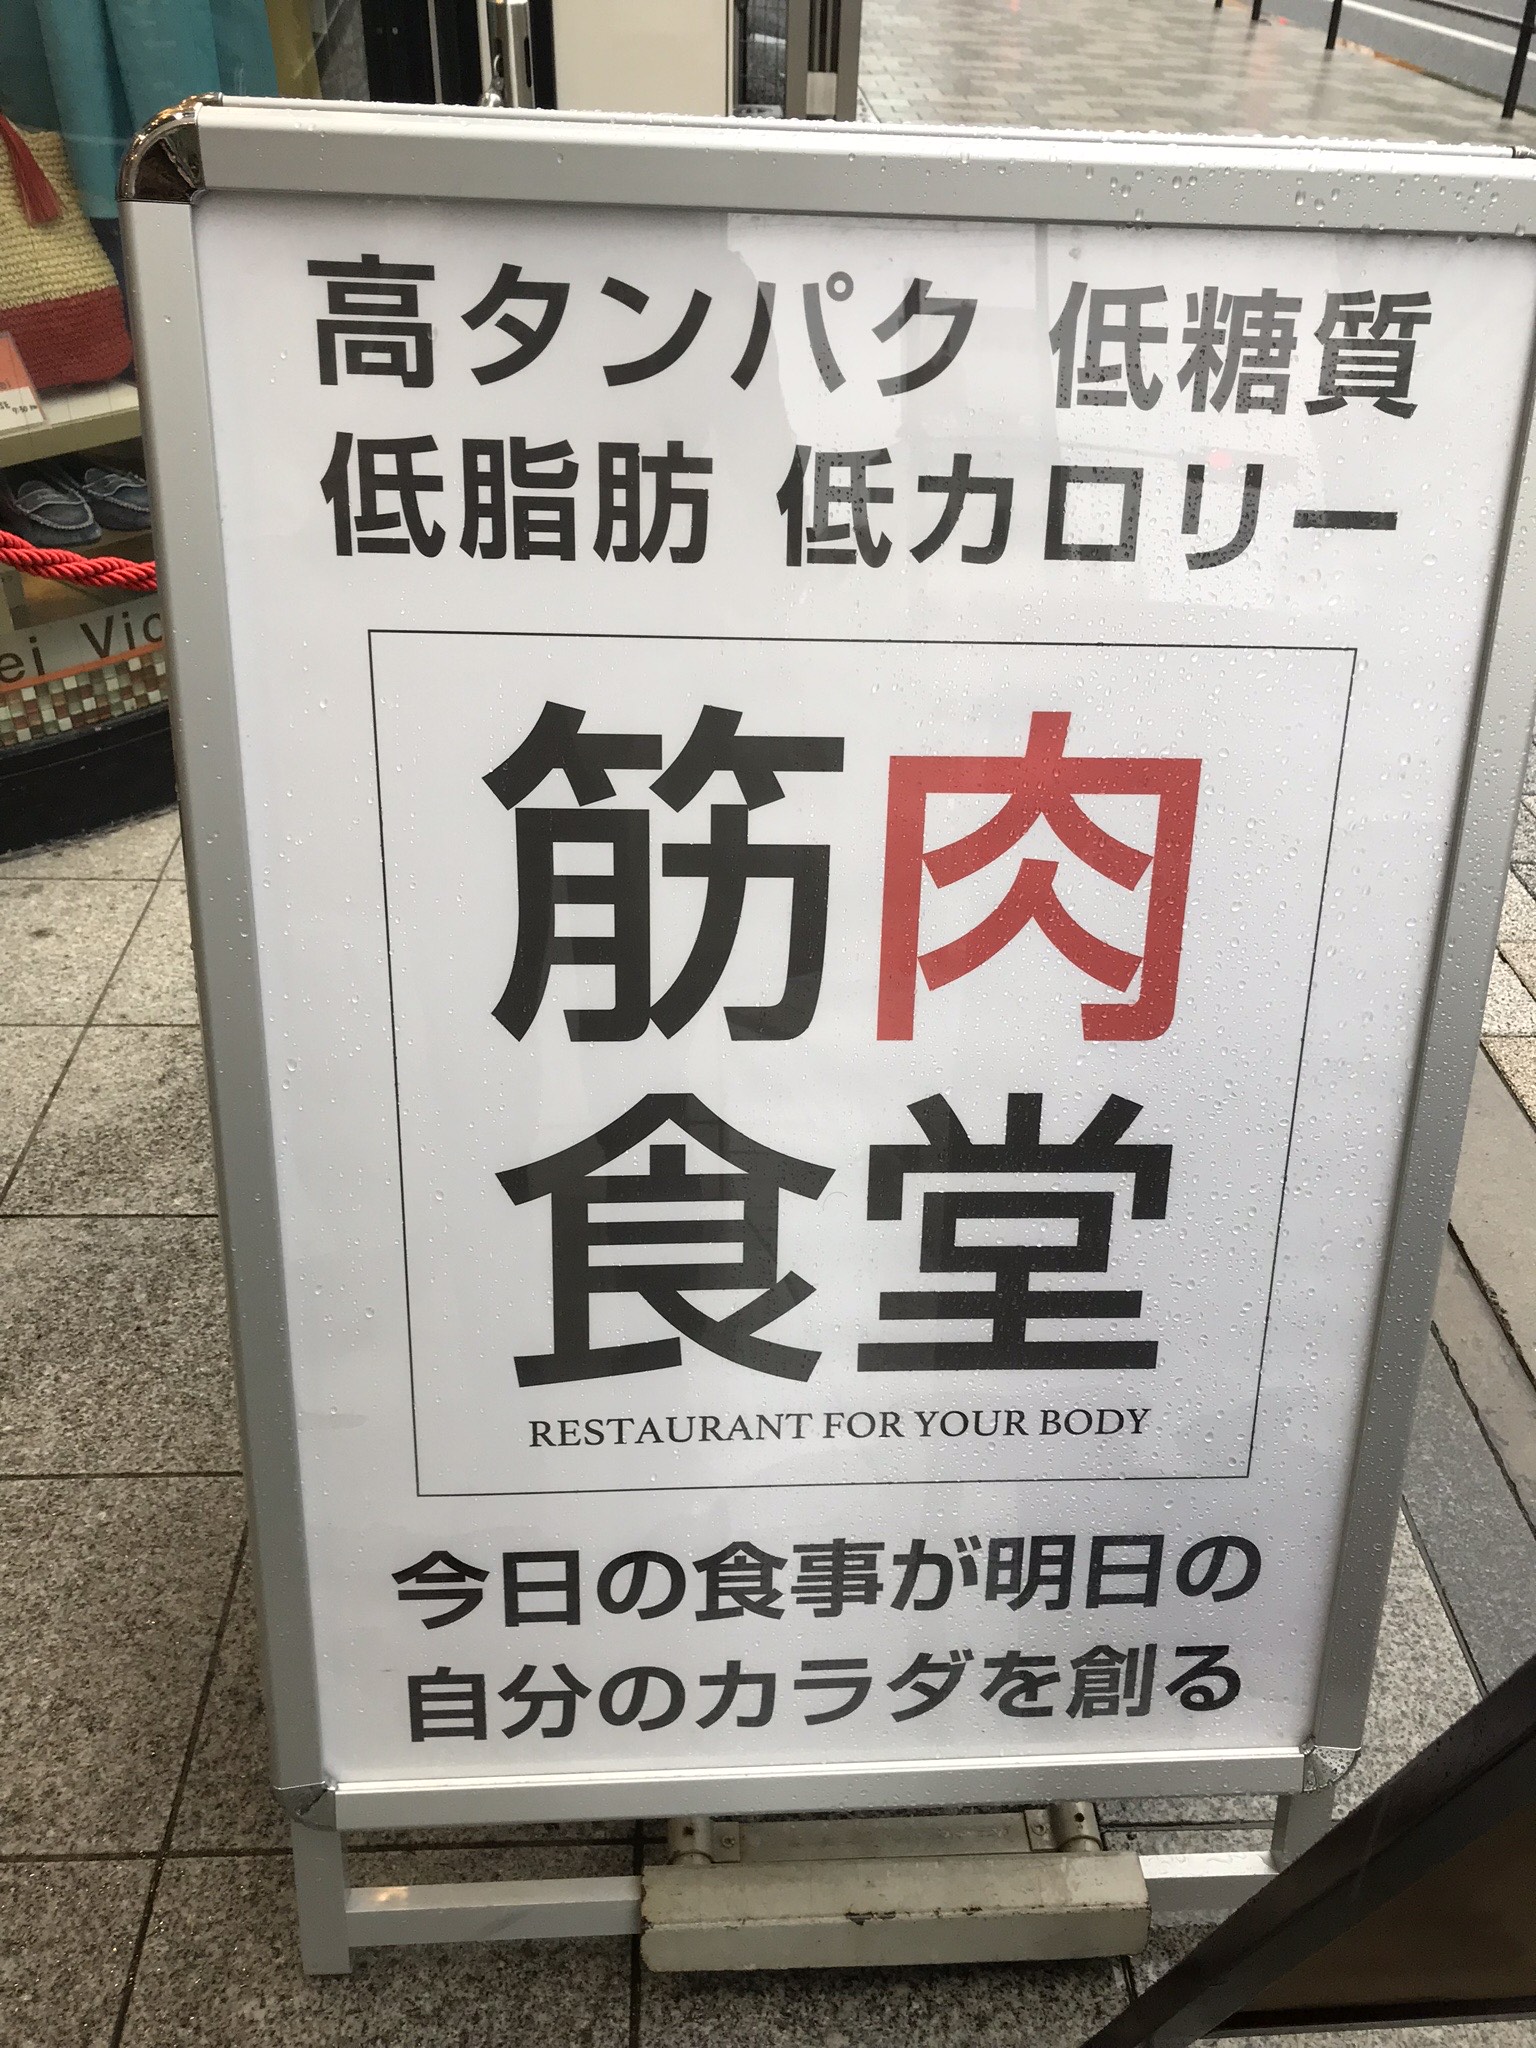 高タンパク 低糖質
低脂肪 低カロリー
筋肉
食堂
RESTAURANT FOR YOUR BODY
今日の食事が明日の
自分のカラダを創る
ei Vic